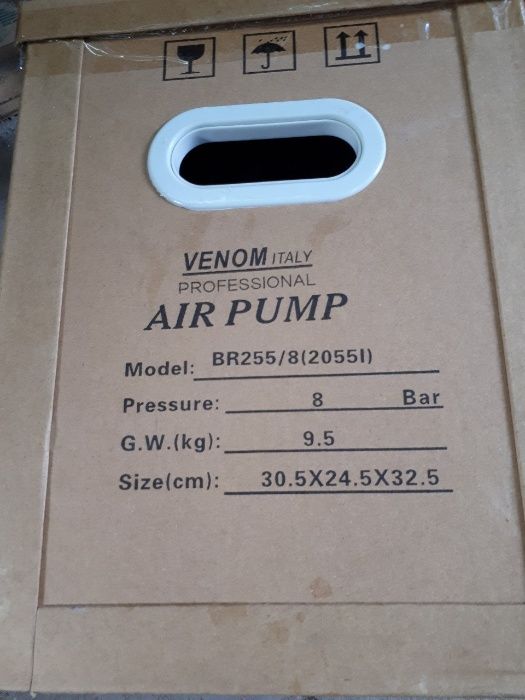 VENOM ITALY
PROFESSIONAL
AIR PUMP
Model: BR255/8(2055I)
Pressure: 8 Bar
G.W.(kg): 9.5
Size(cm): 30.5X24.5X32.5